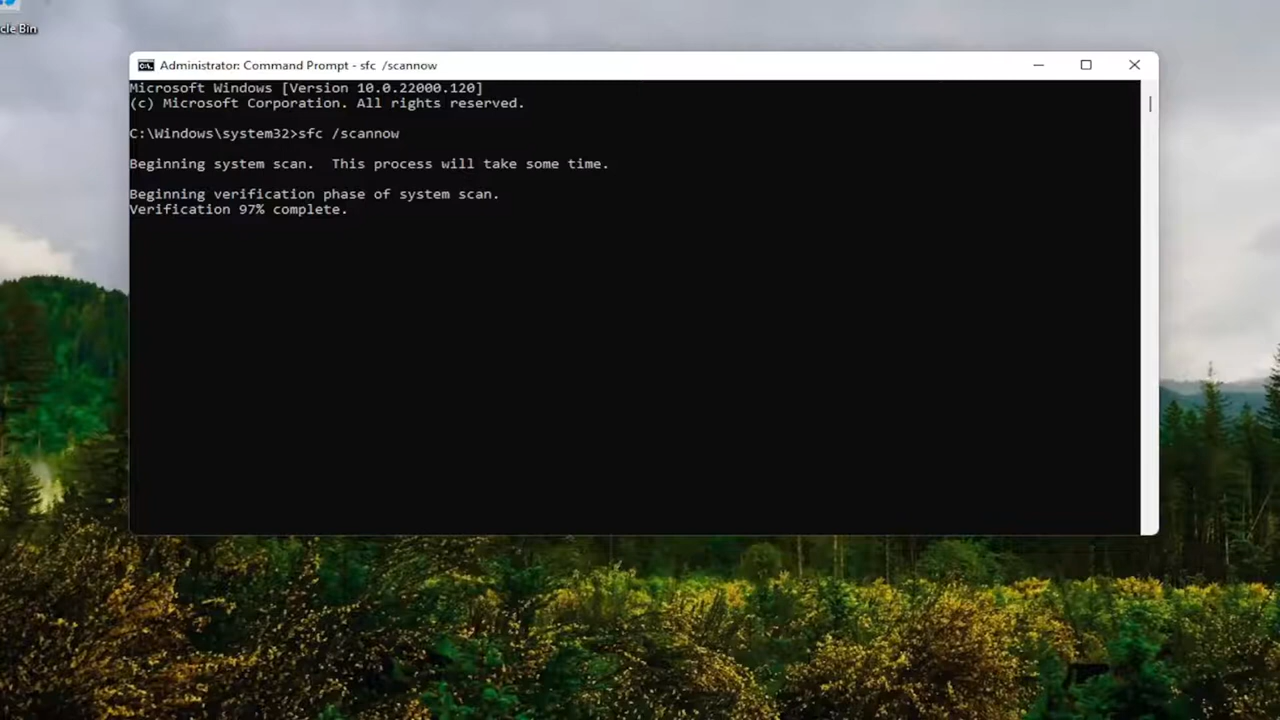 cle Bin
Administrator: Command Prompt - sfc /scannow
Microsoft Windows [Version 10.0.22000.120]
(c) Microsoft Corporation. All rights reserved.
C:\Windows\system32>sfc /scannow
Beginning system scan.  This process will take some time.
Beginning verification phase of system scan.
Verification 97% complete.